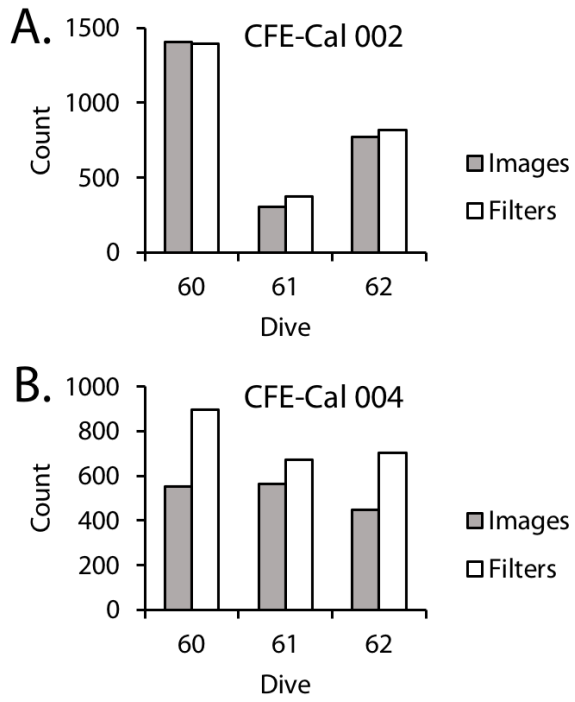 A.
CFE-Cal 002
1500
1000
500
0
Count
60 61 62
Dive
Images
Filters
B.
CFE-Cal 004
1000
800
600
400
200
0
Count
60 61 62
Dive
Images
Filters